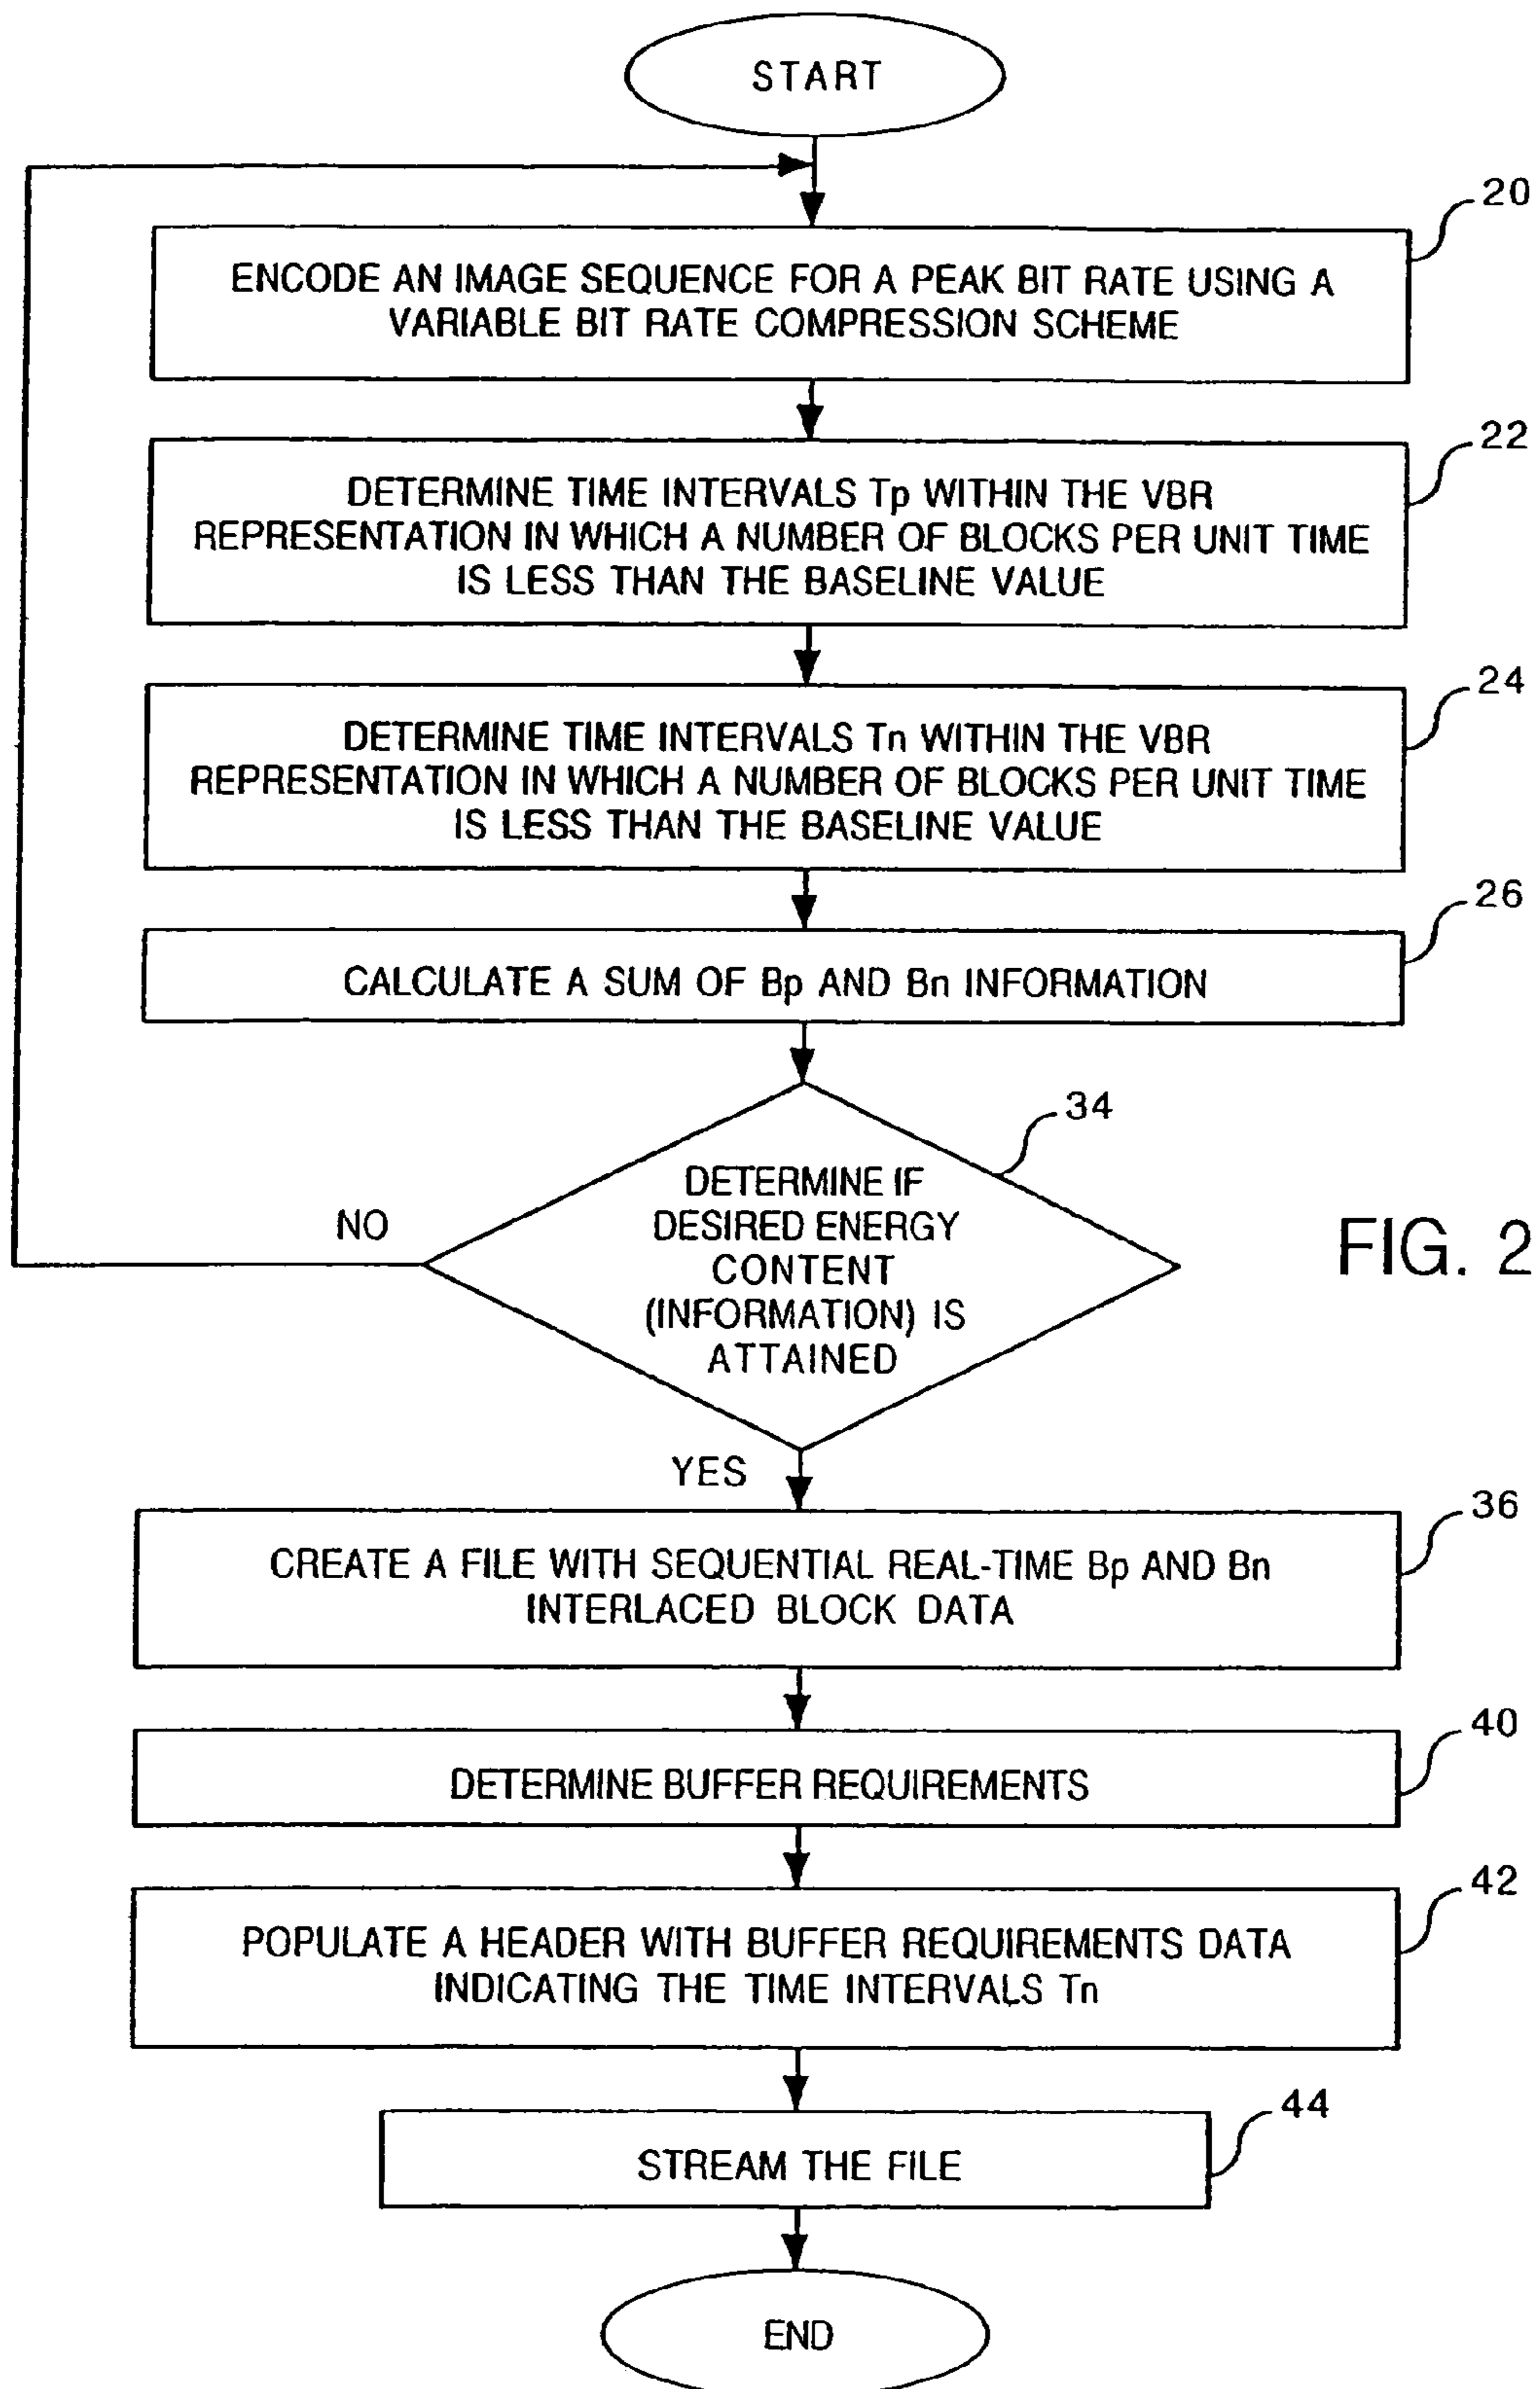 START
20
ENCODE AN IMAGE SEQUENCE FOR A PEAK BIT RATE USING A
VARIABLE BIT RATE COMPRESSION SCHEME
22
DETERMINE TIME INTERVALS Tp WITHIN THE VBR
REPRESENTATION IN WHICH A NUMBER OF BLOCKS PER UNIT TIME
IS LESS THAN THE BASELINE VALUE
24
DETERMINE TIME INTERVALS Tn WITHIN THE VBR
REPRESENTATION IN WHICH A NUMBER OF BLOCKS PER UNIT TIME
IS LESS THAN THE BASELINE VALUE
26
CALCULATE A SUM OF Bp AND Bn INFORMATION
34
DETERMINE IF
DESIRED ENERGY
CONTENT
(INFORMATION) IS
ATTAINED
NO
FIG. 2
YES
36
CREATE A FILE WITH SEQUENTIAL REAL-TIME Bp AND Bn
INTERLACED BLOCK DATA
40
DETERMINE BUFFER REQUIREMENTS
42
POPULATE A HEADER WITH BUFFER REQUIREMENTS DATA
INDICATING THE TIME INTERVALS Tn
44
STREAM THE FILE
END